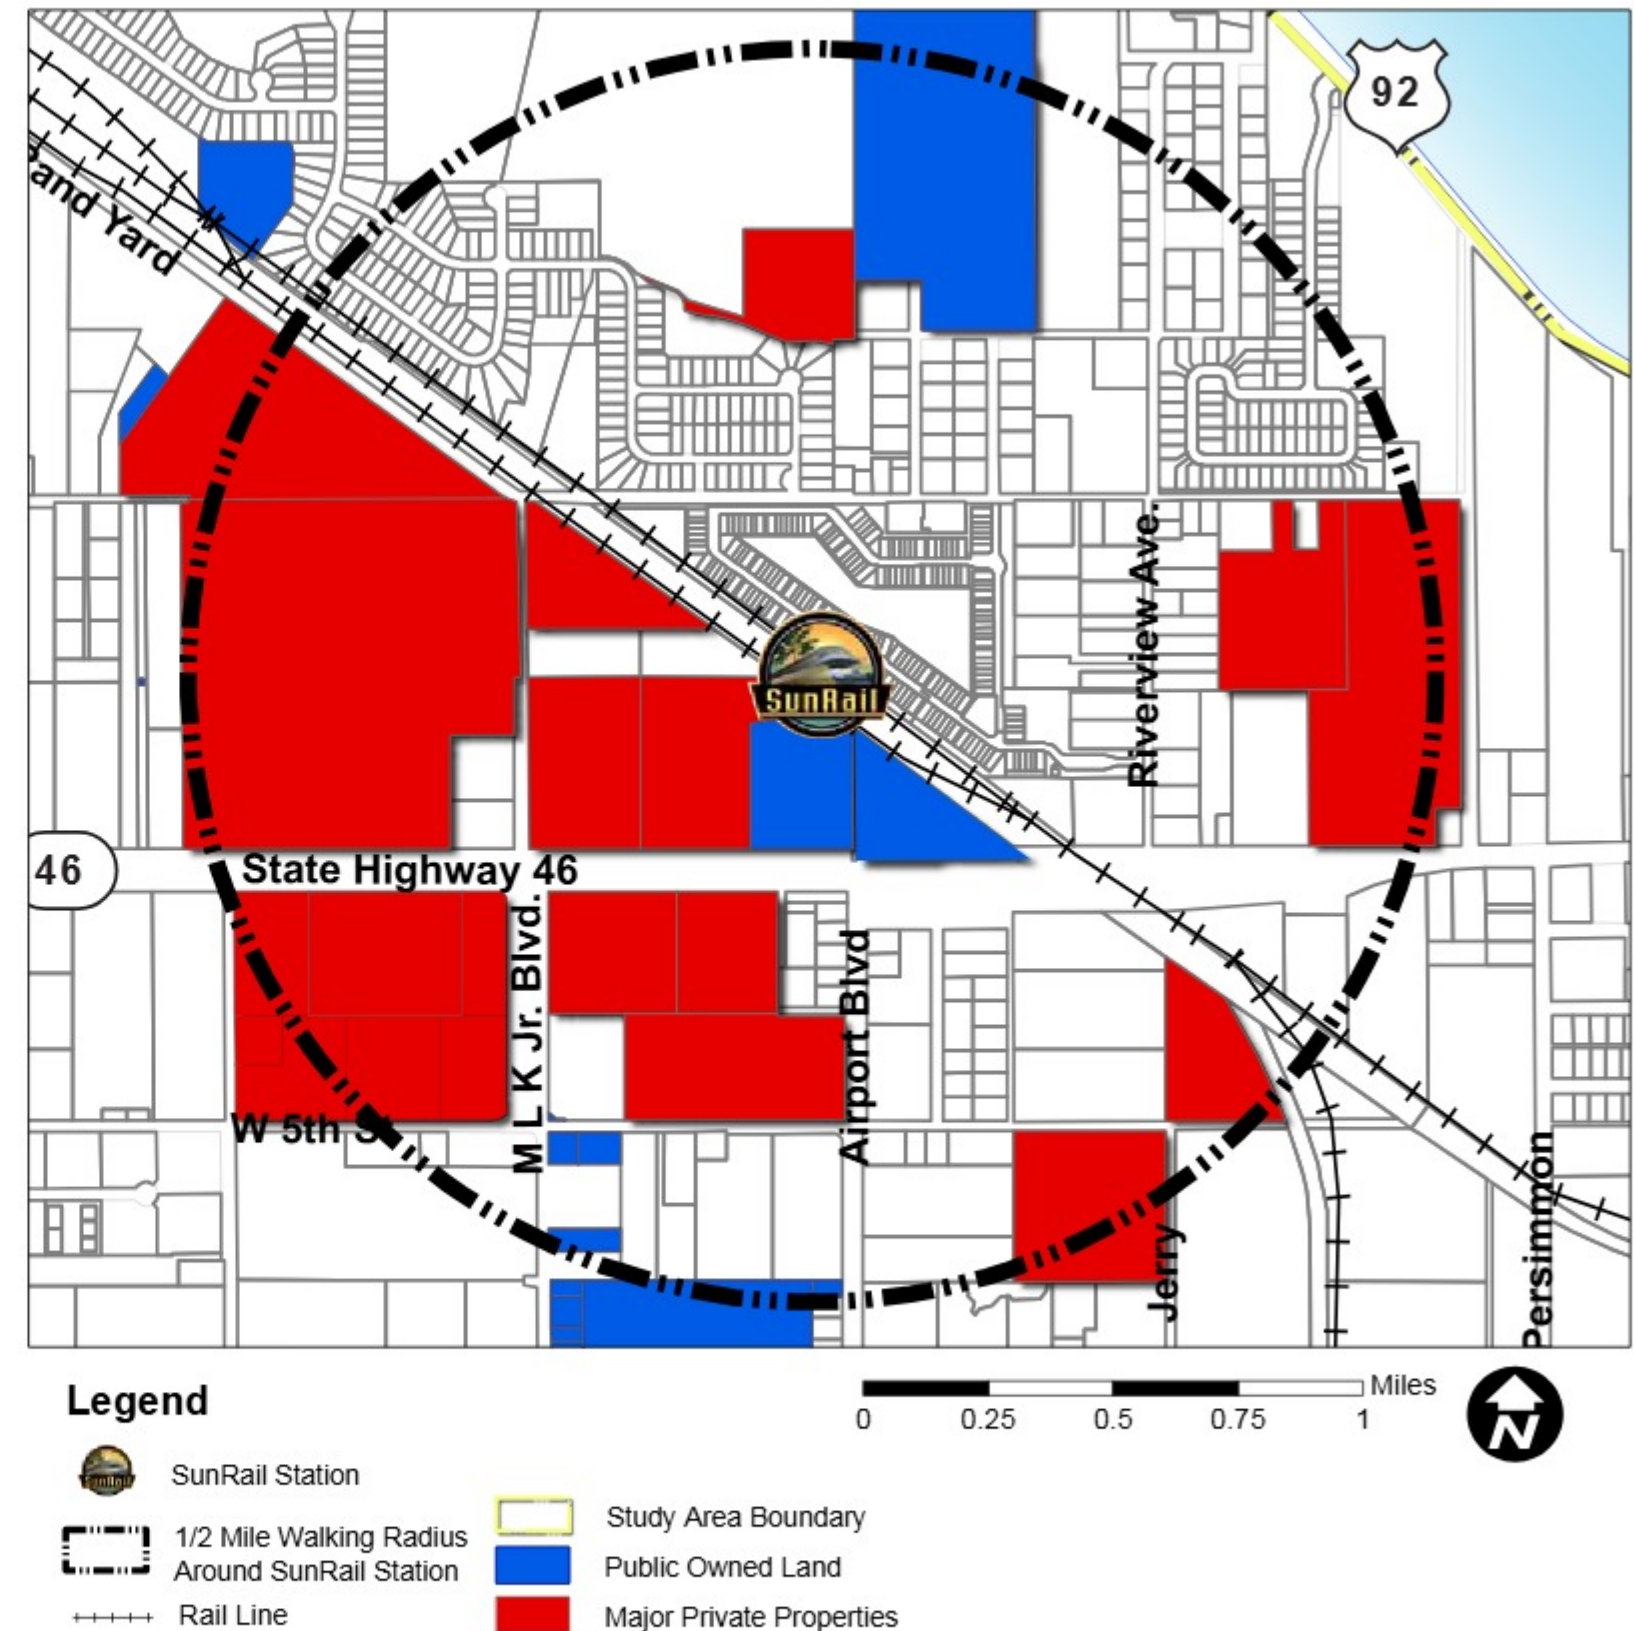 92
Rand Yard
SunRail
Riverview Ave.
46
State Highway 46
M L K Jr. Blvd.
Airport Blvd
W 5th St
Jerry
Persimmon
Legend
Miles
0 0.25 0.5 0.75 1
N
SunRail
SunRail Station
1/2 Mile Walking Radius
Around SunRail Station
Rail Line
Study Area Boundary
Public Owned Land
Major Private Properties